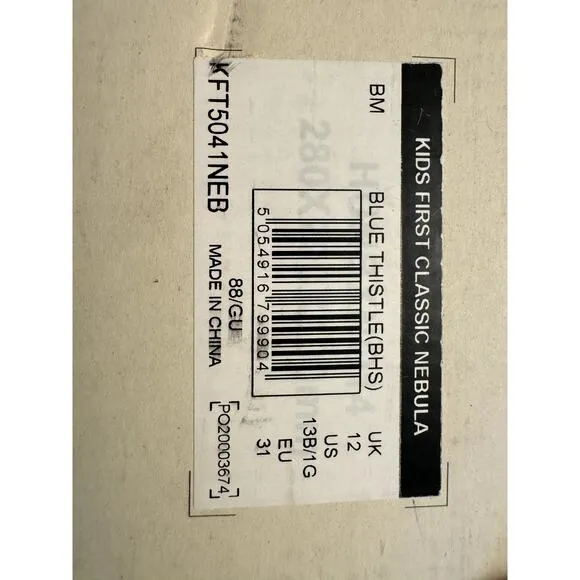 KIDS FIRST CLASSIC NEBULA
BM
BLUE THISTLE(BHS)
UK
12
US
13B/1G
EU
31
5 054916 799904
88/GU
MADE IN CHINA
KFT5041NEB
PO20003674